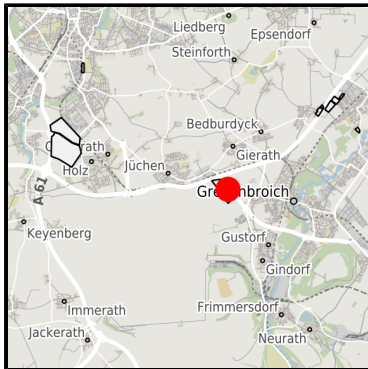 Liedberg
Epsendorf
Steinforth
Bedburdyck
Gierath
Holz
Jüchen
A 61
Keyenberg
Gustorf
Gindorf
Immerath
Frimmersdorf
Jackerath
Neurath